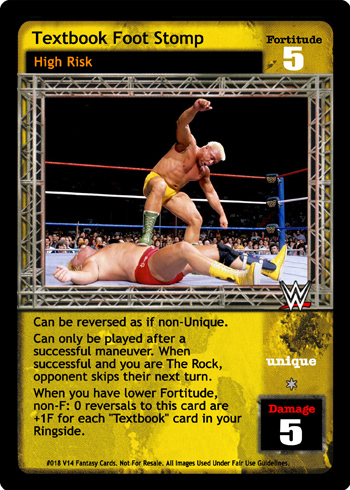 Textbook Foot Stomp
Fortitude
5
High Risk
W
Can be reversed as if non-Unique.
Can only be played after a
successful maneuver. When
successful and you are The Rock,
opponent skips their next turn.
When you have lower Fortitude,
non-F: 0 reversals to this card are
+1F for each "Textbook" card in your
Ringside.
unique
*
Damage
5
#018 V14 Fantasy Cards. Not For Resale. All Images Used Under Fair Use Guidelines.